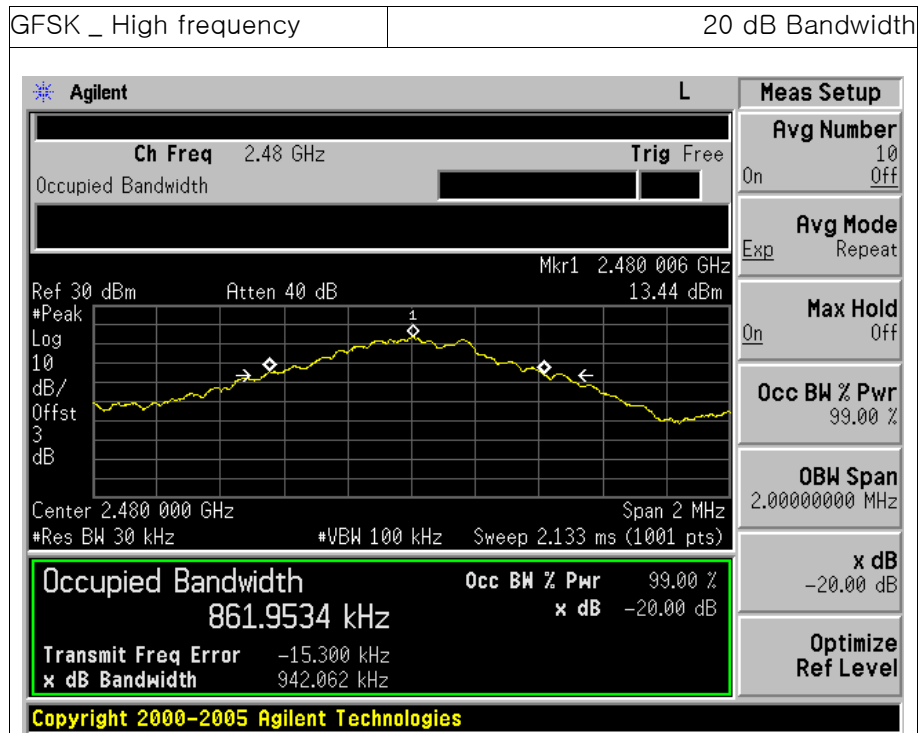 GFSK _ High frequency 20 dB Bandwidth
Agilent L
Ch Freq 2.48 GHz Trig Free
Occupied Bandwidth
Mkr1 2.480 006 GHz
Ref 30 dBm Atten 40 dB 13.44 dBm
#Peak
Log
10
dB/
Offst
3
dB
1
Center 2.480 000 GHz Span 2 MHz
#Res BW 30 kHz #VBW 100 kHz Sweep 2.133 ms (1001 pts)
Occupied Bandwidth Occ BW % Pwr 99.00 %
861.9534 kHz x dB -20.00 dB
Transmit Freq Error -15.300 kHz
x dB Bandwidth 942.062 kHz
Copyright 2000-2005 Agilent Technologies
Meas Setup
Avg Number
10
On Off
Avg Mode
Exp Repeat
Max Hold
On Off
Occ BW % Pwr
99.00 %
OBW Span
2.00000000 MHz
x dB
-20.00 dB
Optimize
Ref Level